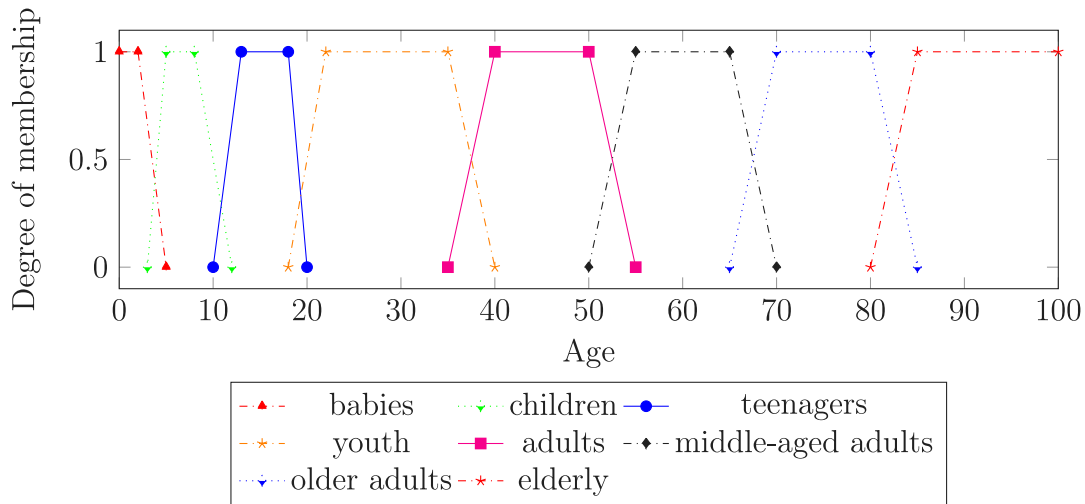 Degree of membership
1
0.5
0
0 10 20 30 40 50 60 70 80 90 100
Age
babies children teenagers
youth adults middle-aged adults
older adults elderly